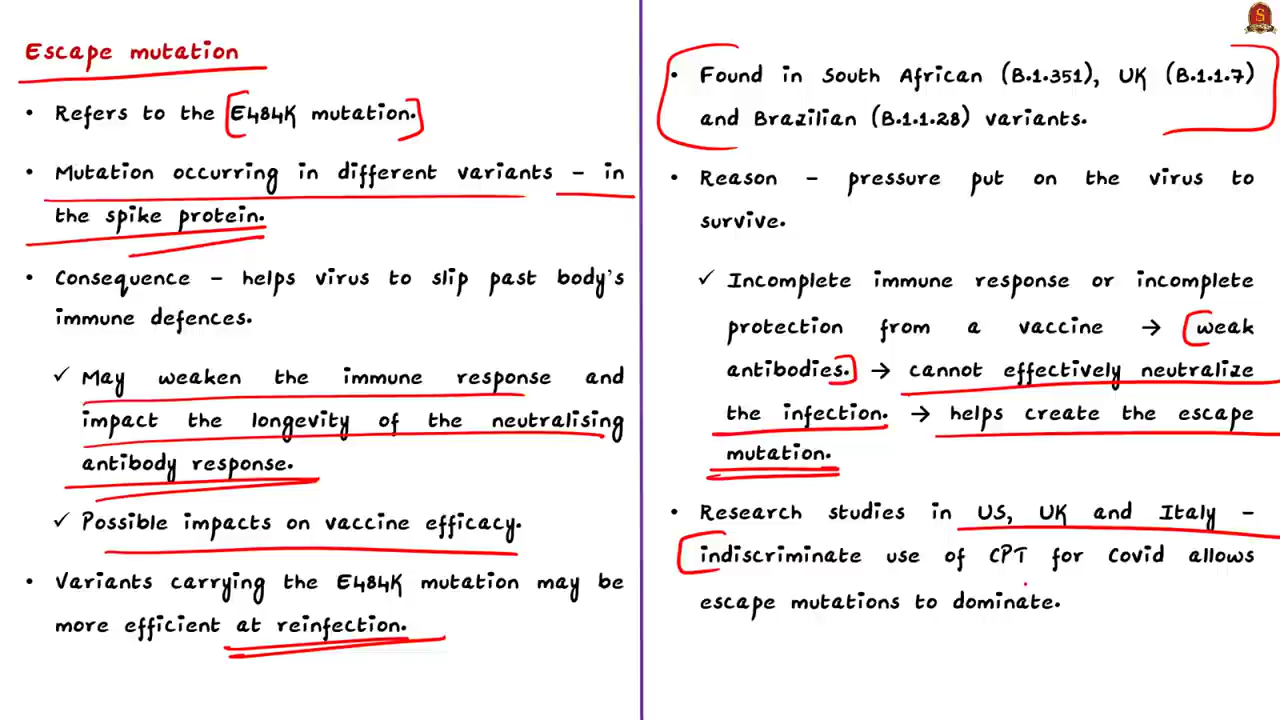 Escape mutation
• Refers to the E484K mutation.
• Mutation occurring in different variants – in
the spike protein.
• Consequence – helps virus to slip past body's
immune defences.
✓ May weaken the immune response and
impact the longevity of the neutralising
antibody response.
✓ Possible impacts on vaccine efficacy.
• Variants carrying the E484K mutation may be
more efficient at reinfection.
• Found in South African (B.1.351), UK (B.1.1.7)
and Brazilian (B.1.1.28) variants.
• Reason – pressure put on the virus to
survive.
✓ Incomplete immune response or incomplete
protection from a vaccine → weak
antibodies. → cannot effectively neutralize
the infection. → helps create the escape
mutation.
• Research studies in US, UK and Italy –
indiscriminate use of CPT for Covid allows
escape mutations to dominate.